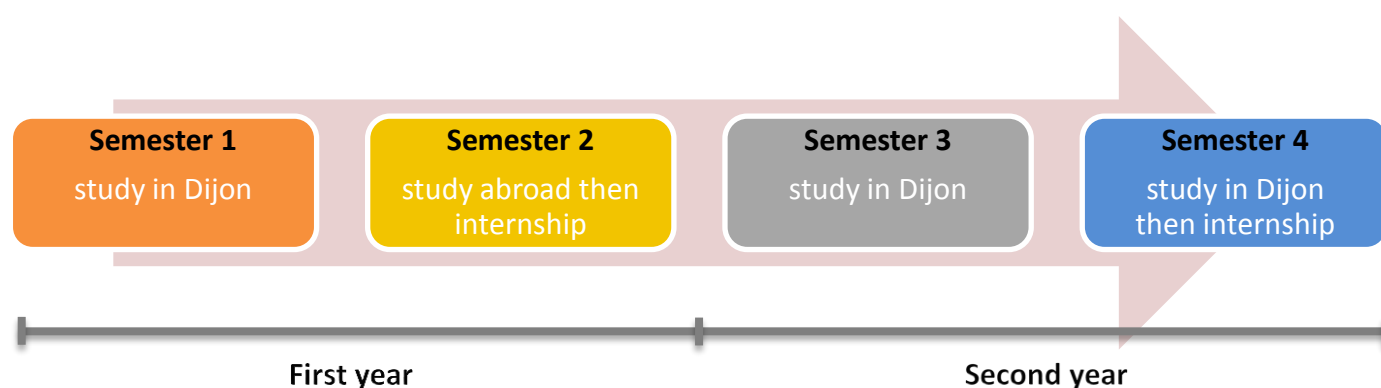 Semester 1
study in Dijon
Semester 2
study abroad then
internship
Semester 3
study in Dijon
Semester 4
study in Dijon
then internship
First year
Second year